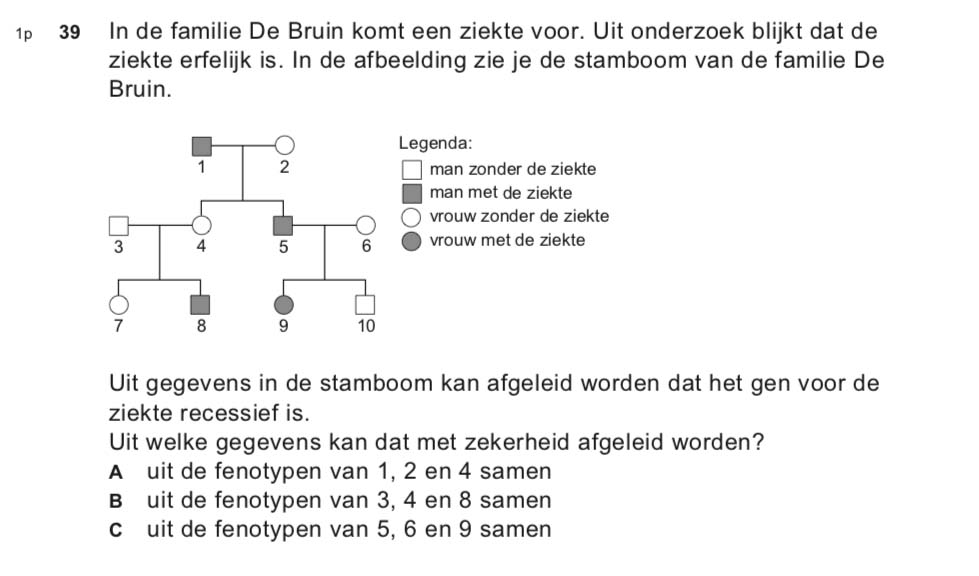 1p 39 In de familie De Bruin komt een ziekte voor. Uit onderzoek blijkt dat de
ziekte erfelijk is. In de afbeelding zie je de stamboom van de familie De
Bruin.
Legenda:
1 2
man zonder de ziekte
man met de ziekte
vrouw zonder de ziekte
3 4 5 6
vrouw met de ziekte
7 8 9 10
Uit gegevens in de stamboom kan afgeleid worden dat het gen voor de
ziekte recessief is.
Uit welke gegevens kan dat met zekerheid afgeleid worden?
A uit de fenotypen van 1, 2 en 4 samen
B uit de fenotypen van 3, 4 en 8 samen
C uit de fenotypen van 5, 6 en 9 samen